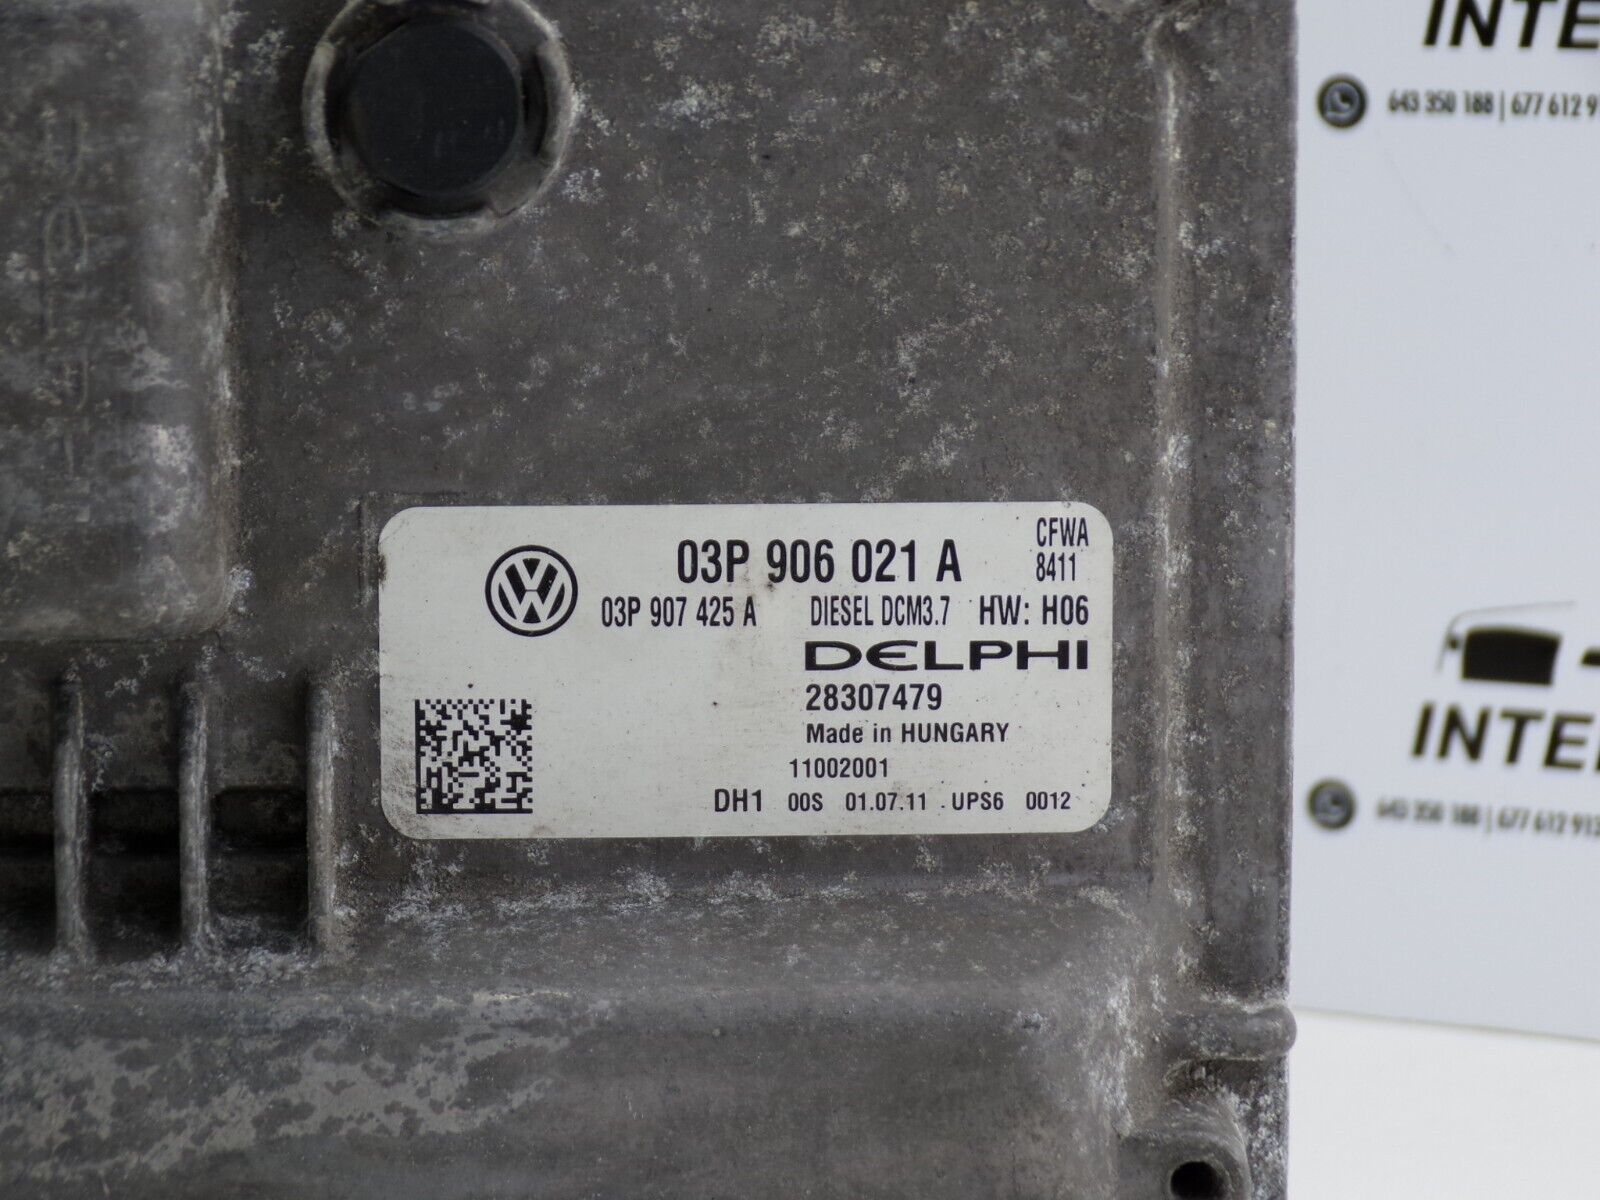 INTE
643 350 188 | 677 612 9
CFWA
03P 906 021 A
8411
03P 907 425 A DIESEL DCM3.7 HW: H06
DELPHI
28307479
Made in HUNGARY
11002001
DH1 00S 01.07.11 . UPS6 0012
INTE
643 350 188 | 677 612 913